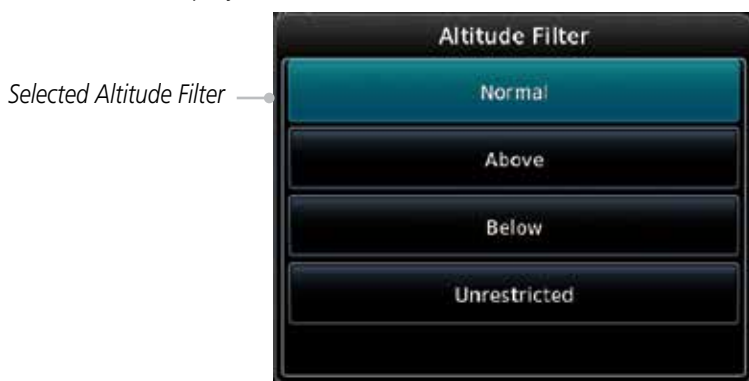 Altitude Filter
Selected Altitude Filter
Normal
Above
Below
Unrestricted